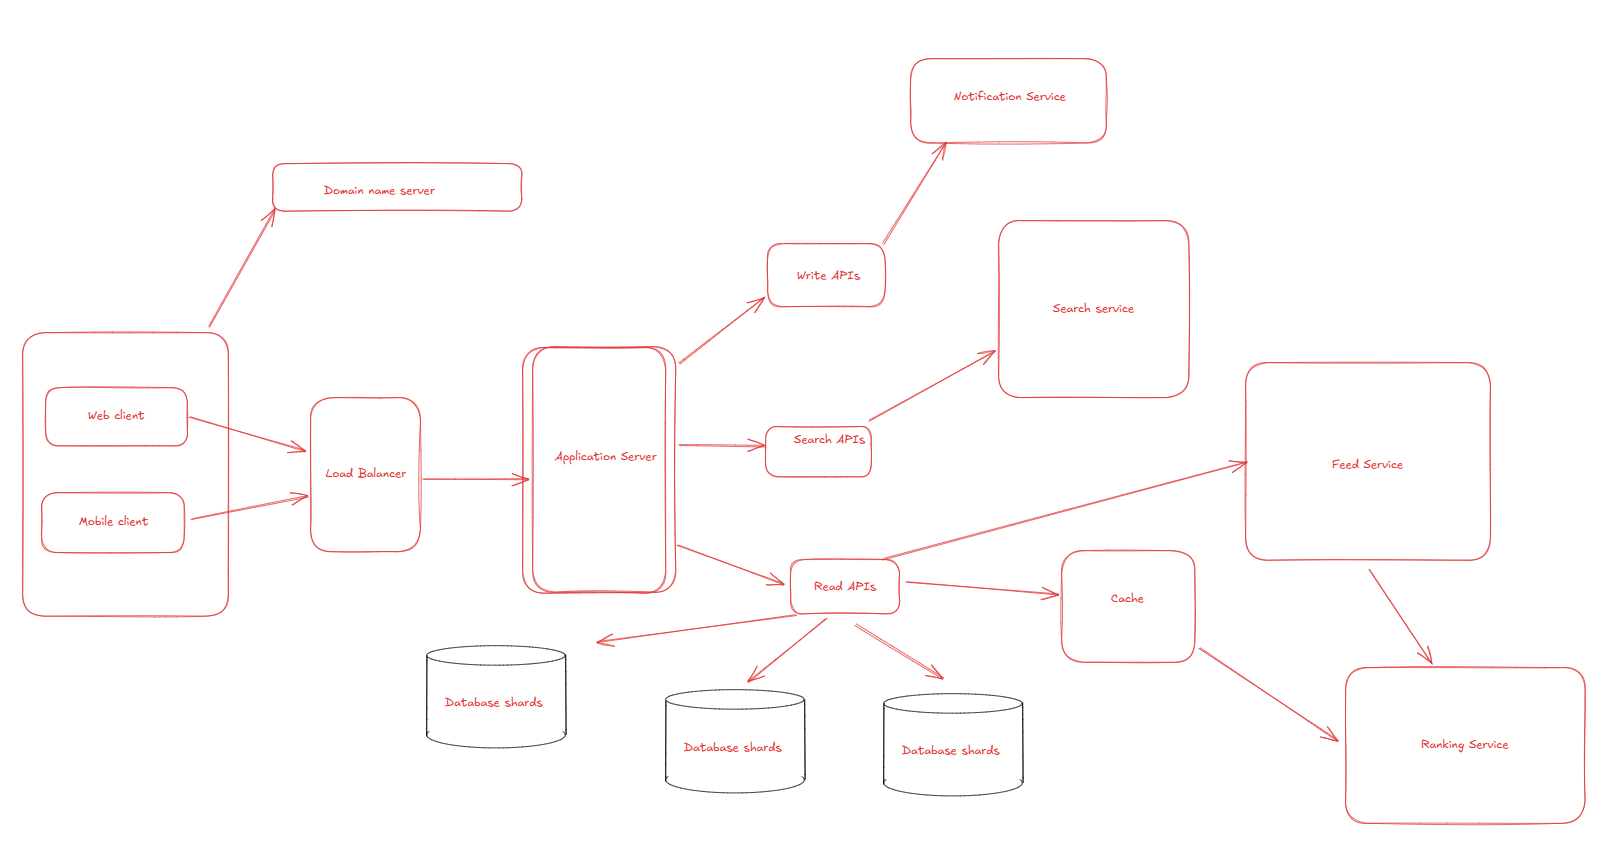 Notification Service
Domain name server
Write APIs
Search service
Web client
Search APIs
Application Server
Feed Service
Load Balancer
Mobile client
Read APIs
Cache
Database shards
Database shards
Database shards
Ranking Service